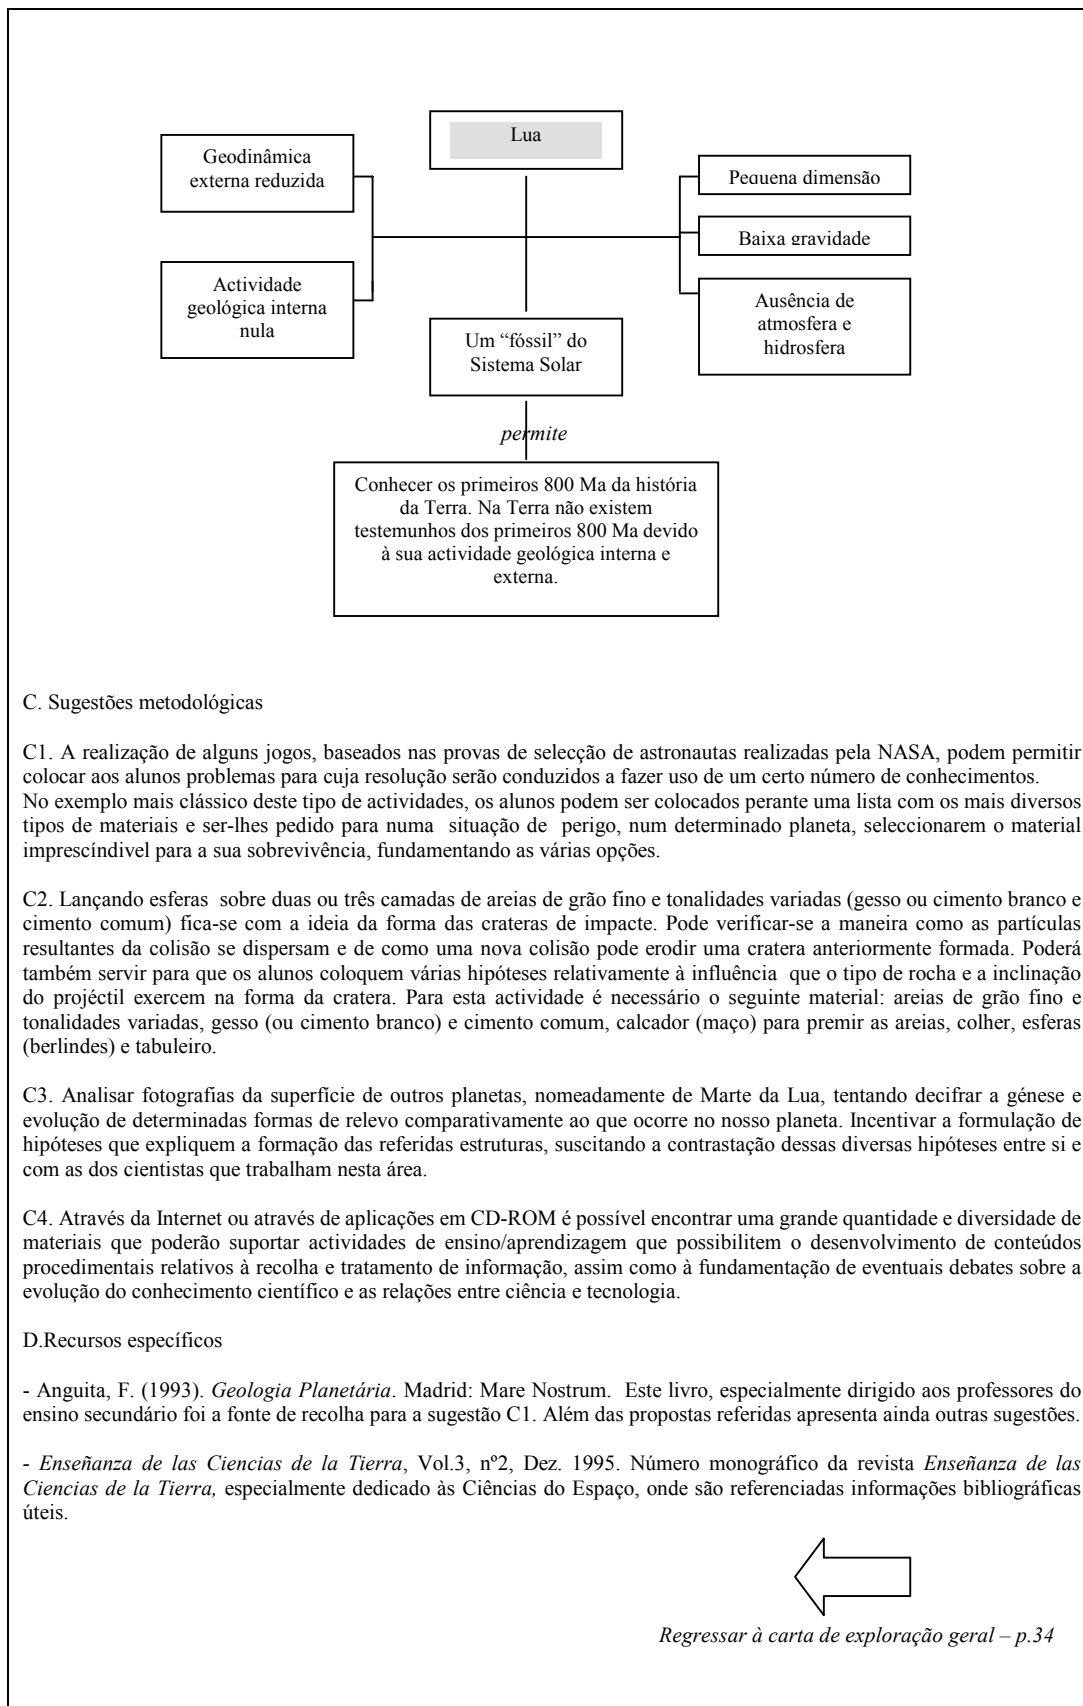 Lua
Geodinâmica
externa reduzida
Pequena dimensão
Baixa gravidade
Actividade
geológica interna
nula
Ausência de
atmosfera e
hidrosfera
Um “fóssil” do
Sistema Solar
permite
Conhecer os primeiros 800 Ma da história
da Terra. Na Terra não existem
testemunhos dos primeiros 800 Ma devido
à sua actividade geológica interna e
externa.
C. Sugestões metodológicas
C1. A realização de alguns jogos, baseados nas provas de selecção de astronautas realizadas pela NASA, podem permitir
colocar aos alunos problemas para cuja resolução serão conduzidos a fazer uso de um certo número de conhecimentos.
No exemplo mais clássico deste tipo de actividades, os alunos podem ser colocados perante uma lista com os mais diversos
tipos de materiais e ser-lhes pedido para numa situação de perigo, num determinado planeta, seleccionarem o material
imprescíndivel para a sua sobrevivência, fundamentando as várias opções.
C2. Lançando esferas sobre duas ou três camadas de areias de grão fino e tonalidades variadas (gesso ou cimento branco e
cimento comum) fica-se com a ideia da forma das crateras de impacte. Pode verificar-se a maneira como as partículas
resultantes da colisão se dispersam e de como uma nova colisão pode erodir uma cratera anteriormente formada. Poderá
também servir para que os alunos coloquem várias hipóteses relativamente à influência que o tipo de rocha e a inclinação
do projéctil exercem na forma da cratera. Para esta actividade é necessário o seguinte material: areias de grão fino e
tonalidades variadas, gesso (ou cimento branco) e cimento comum, calcador (maço) para premir as areias, colher, esferas
(berlindes) e tabuleiro.
C3. Analisar fotografias da superfície de outros planetas, nomeadamente de Marte da Lua, tentando decifrar a génese e
evolução de determinadas formas de relevo comparativamente ao que ocorre no nosso planeta. Incentivar a formulação de
hipóteses que expliquem a formação das referidas estruturas, suscitando a contrastação dessas diversas hipóteses entre si e
com as dos cientistas que trabalham nesta área.
C4. Através da Internet ou através de aplicações em CD-ROM é possível encontrar uma grande quantidade e diversidade de
materiais que poderão suportar actividades de ensino/aprendizagem que possibilitem o desenvolvimento de conteúdos
procedimentais relativos à recolha e tratamento de informação, assim como à fundamentação de eventuais debates sobre a
evolução do conhecimento científico e as relações entre ciência e tecnologia.
D.Recursos específicos
- Anguita, F. (1993). Geologia Planetária. Madrid: Mare Nostrum. Este livro, especialmente dirigido aos professores do
ensino secundário foi a fonte de recolha para a sugestão C1. Além das propostas referidas apresenta ainda outras sugestões.
- Enseñanza de las Ciencias de la Tierra, Vol.3, nº2, Dez. 1995. Número monográfico da revista Enseñanza de las
Ciencias de la Tierra, especialmente dedicado às Ciências do Espaço, onde são referenciadas informações bibliográficas
úteis.
Regressar à carta de exploração geral – p.34